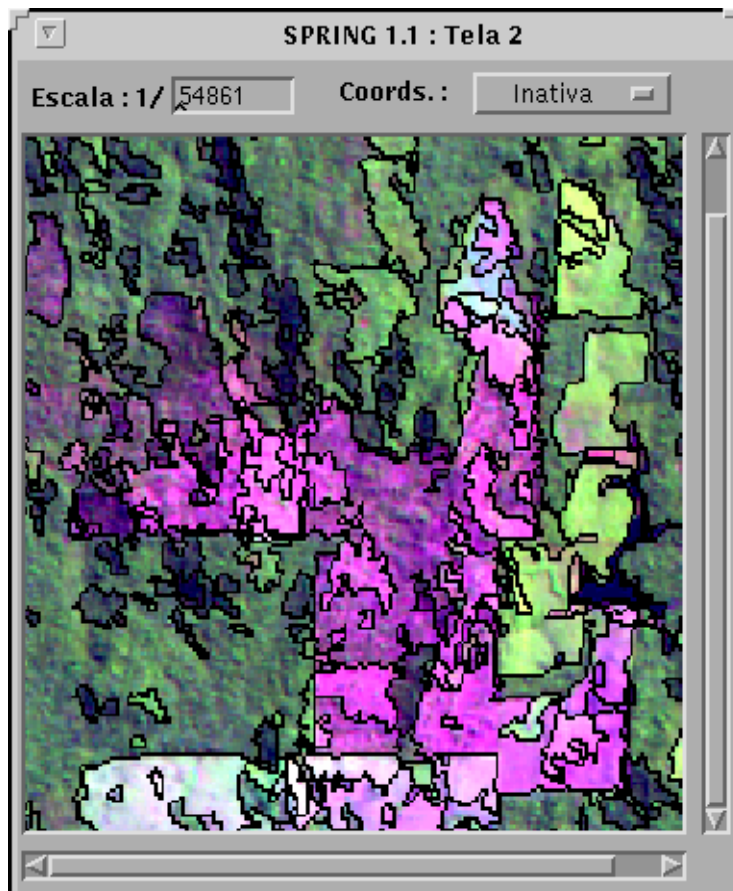 SPRING 1.1 : Tela 2
Escala : 1/ 54861 Coords. : Inativa